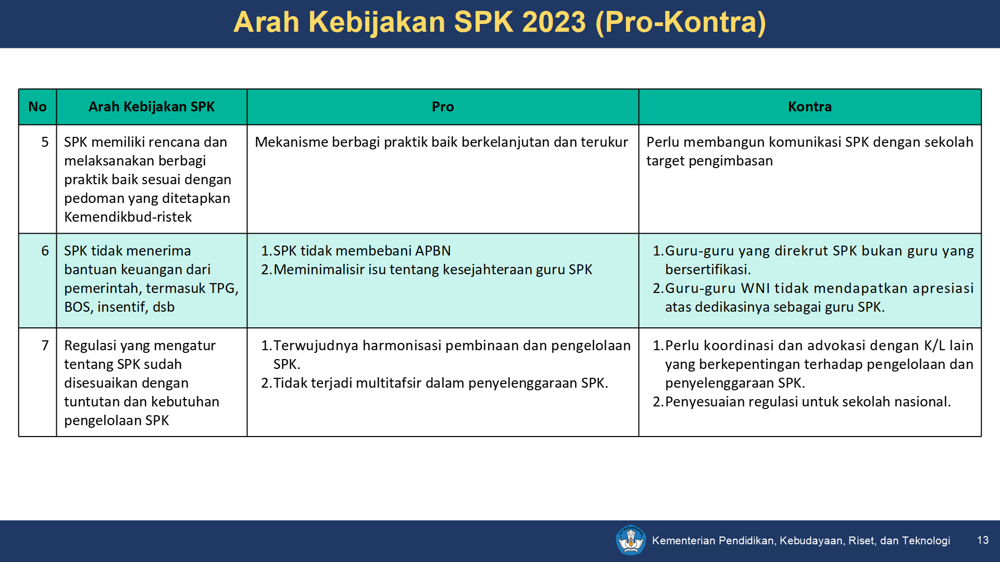 Arah Kebijakan SPK 2023 (Pro-Kontra)
No
Arah Kebijakan SPK
Pro
Kontra
5
SPK memiliki rencana dan
melaksanakan berbagi
praktik baik sesuai dengan
pedoman yang ditetapkan
Kemendikbud-ristek
Mekanisme berbagi praktik baik berkelanjutan dan terukur
Perlu membangun komunikasi SPK dengan sekolah
target pengimbasan
6
SPK tidak menerima
bantuan keuangan dari
pemerintah, termasuk TPG,
BOS, insentif, dsb
1.SPK tidak membebani APBN
2.Meminimalisir isu tentang kesejahteraan guru SPK
1.Guru-guru yang direkrut SPK bukan guru yang
bersertifikasi.
2.Guru-guru WNI tidak mendapatkan apresiasi
atas dedikasinya sebagai guru SPK.
7
Regulasi yang mengatur
tentang SPK sudah
disesuaikan dengan
tuntutan dan kebutuhan
pengelolaan SPK
1.Terwujudnya harmonisasi pembinaan dan pengelolaan
SPK.
2.Tidak terjadi multitafsir dalam penyelenggaraan SPK.
1.Perlu koordinasi dan advokasi dengan K/L lain
yang berkepentingan terhadap pengelolaan dan
penyelenggaraan SPK.
2.Penyesuaian regulasi untuk sekolah nasional.
TUT WURI HANDAYANI
Kementerian Pendidikan, Kebudayaan, Riset, dan Teknologi
13